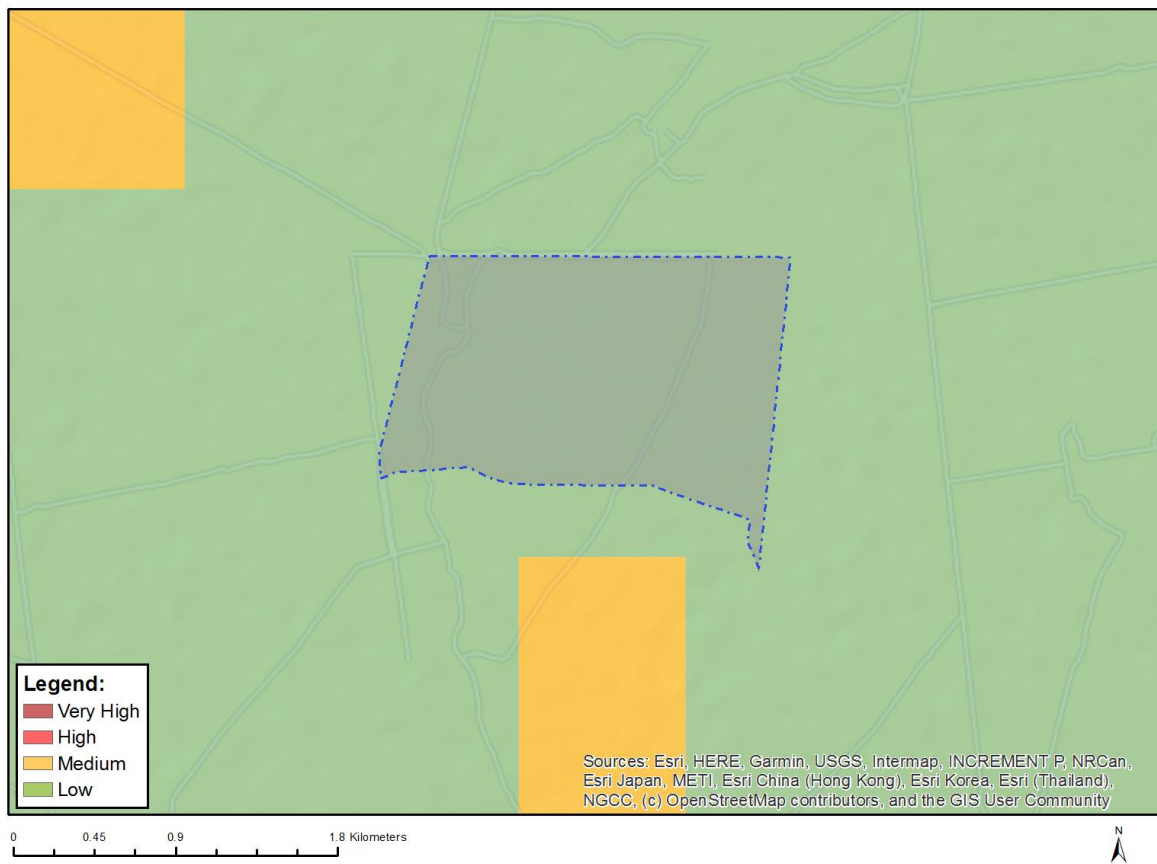 Legend:
Very High
High
Medium
Low
Sources: Esri, HERE, Garmin, USGS, Intermap, INCREMENT P, NRCan,
Esri Japan, METI, Esri China (Hong Kong), Esri Korea, Esri (Thailand),
NGCC, (c) OpenStreetMap contributors, and the GIS User Community
0 0.45 0.9 1.8 Kilometers
N